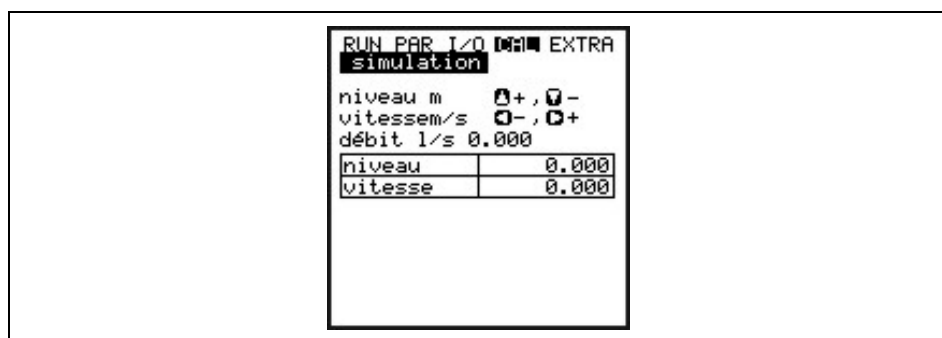 RUN PAR I/O CAL EXTRA
simulation
niveau m +,-
vitessem/s -,+
débit l/s 0.000
niveau 0.000
vitesse 0.000